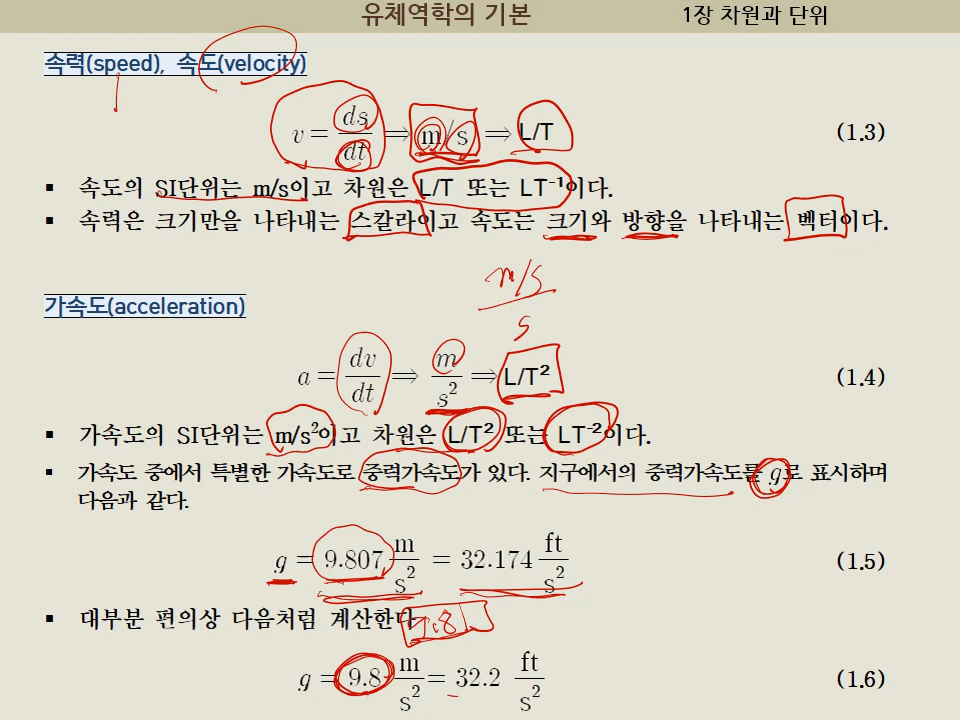 유체역학의 기본 1장 차원과 단위
속력(speed), 속도(velocity)
v = ds/dt ⇒ m/s ⇒ L/T (1.3)
▪ 속도의 SI단위는 m/s이고 차원은 L/T 또는 LT⁻¹이다.
▪ 속력은 크기만을 나타내는 스칼라이고 속도는 크기와 방향을 나타내는 벡터이다.
m/s
s
가속도(acceleration)
a = dv/dt ⇒ m/s² ⇒ L/T² (1.4)
▪ 가속도의 SI단위는 m/s²이고 차원은 L/T² 또는 LT⁻²이다.
▪ 가속도 중에서 특별한 가속도로 중력가속도가 있다. 지구에서의 중력가속도를 g로 표시하며
다음과 같다.
g = 9.807 m/s² = 32.174 ft/s² (1.5)
▪ 대부분 편의상 다음처럼 계산한다
g = 9.8 m/s² = 32.2 ft/s² (1.6)